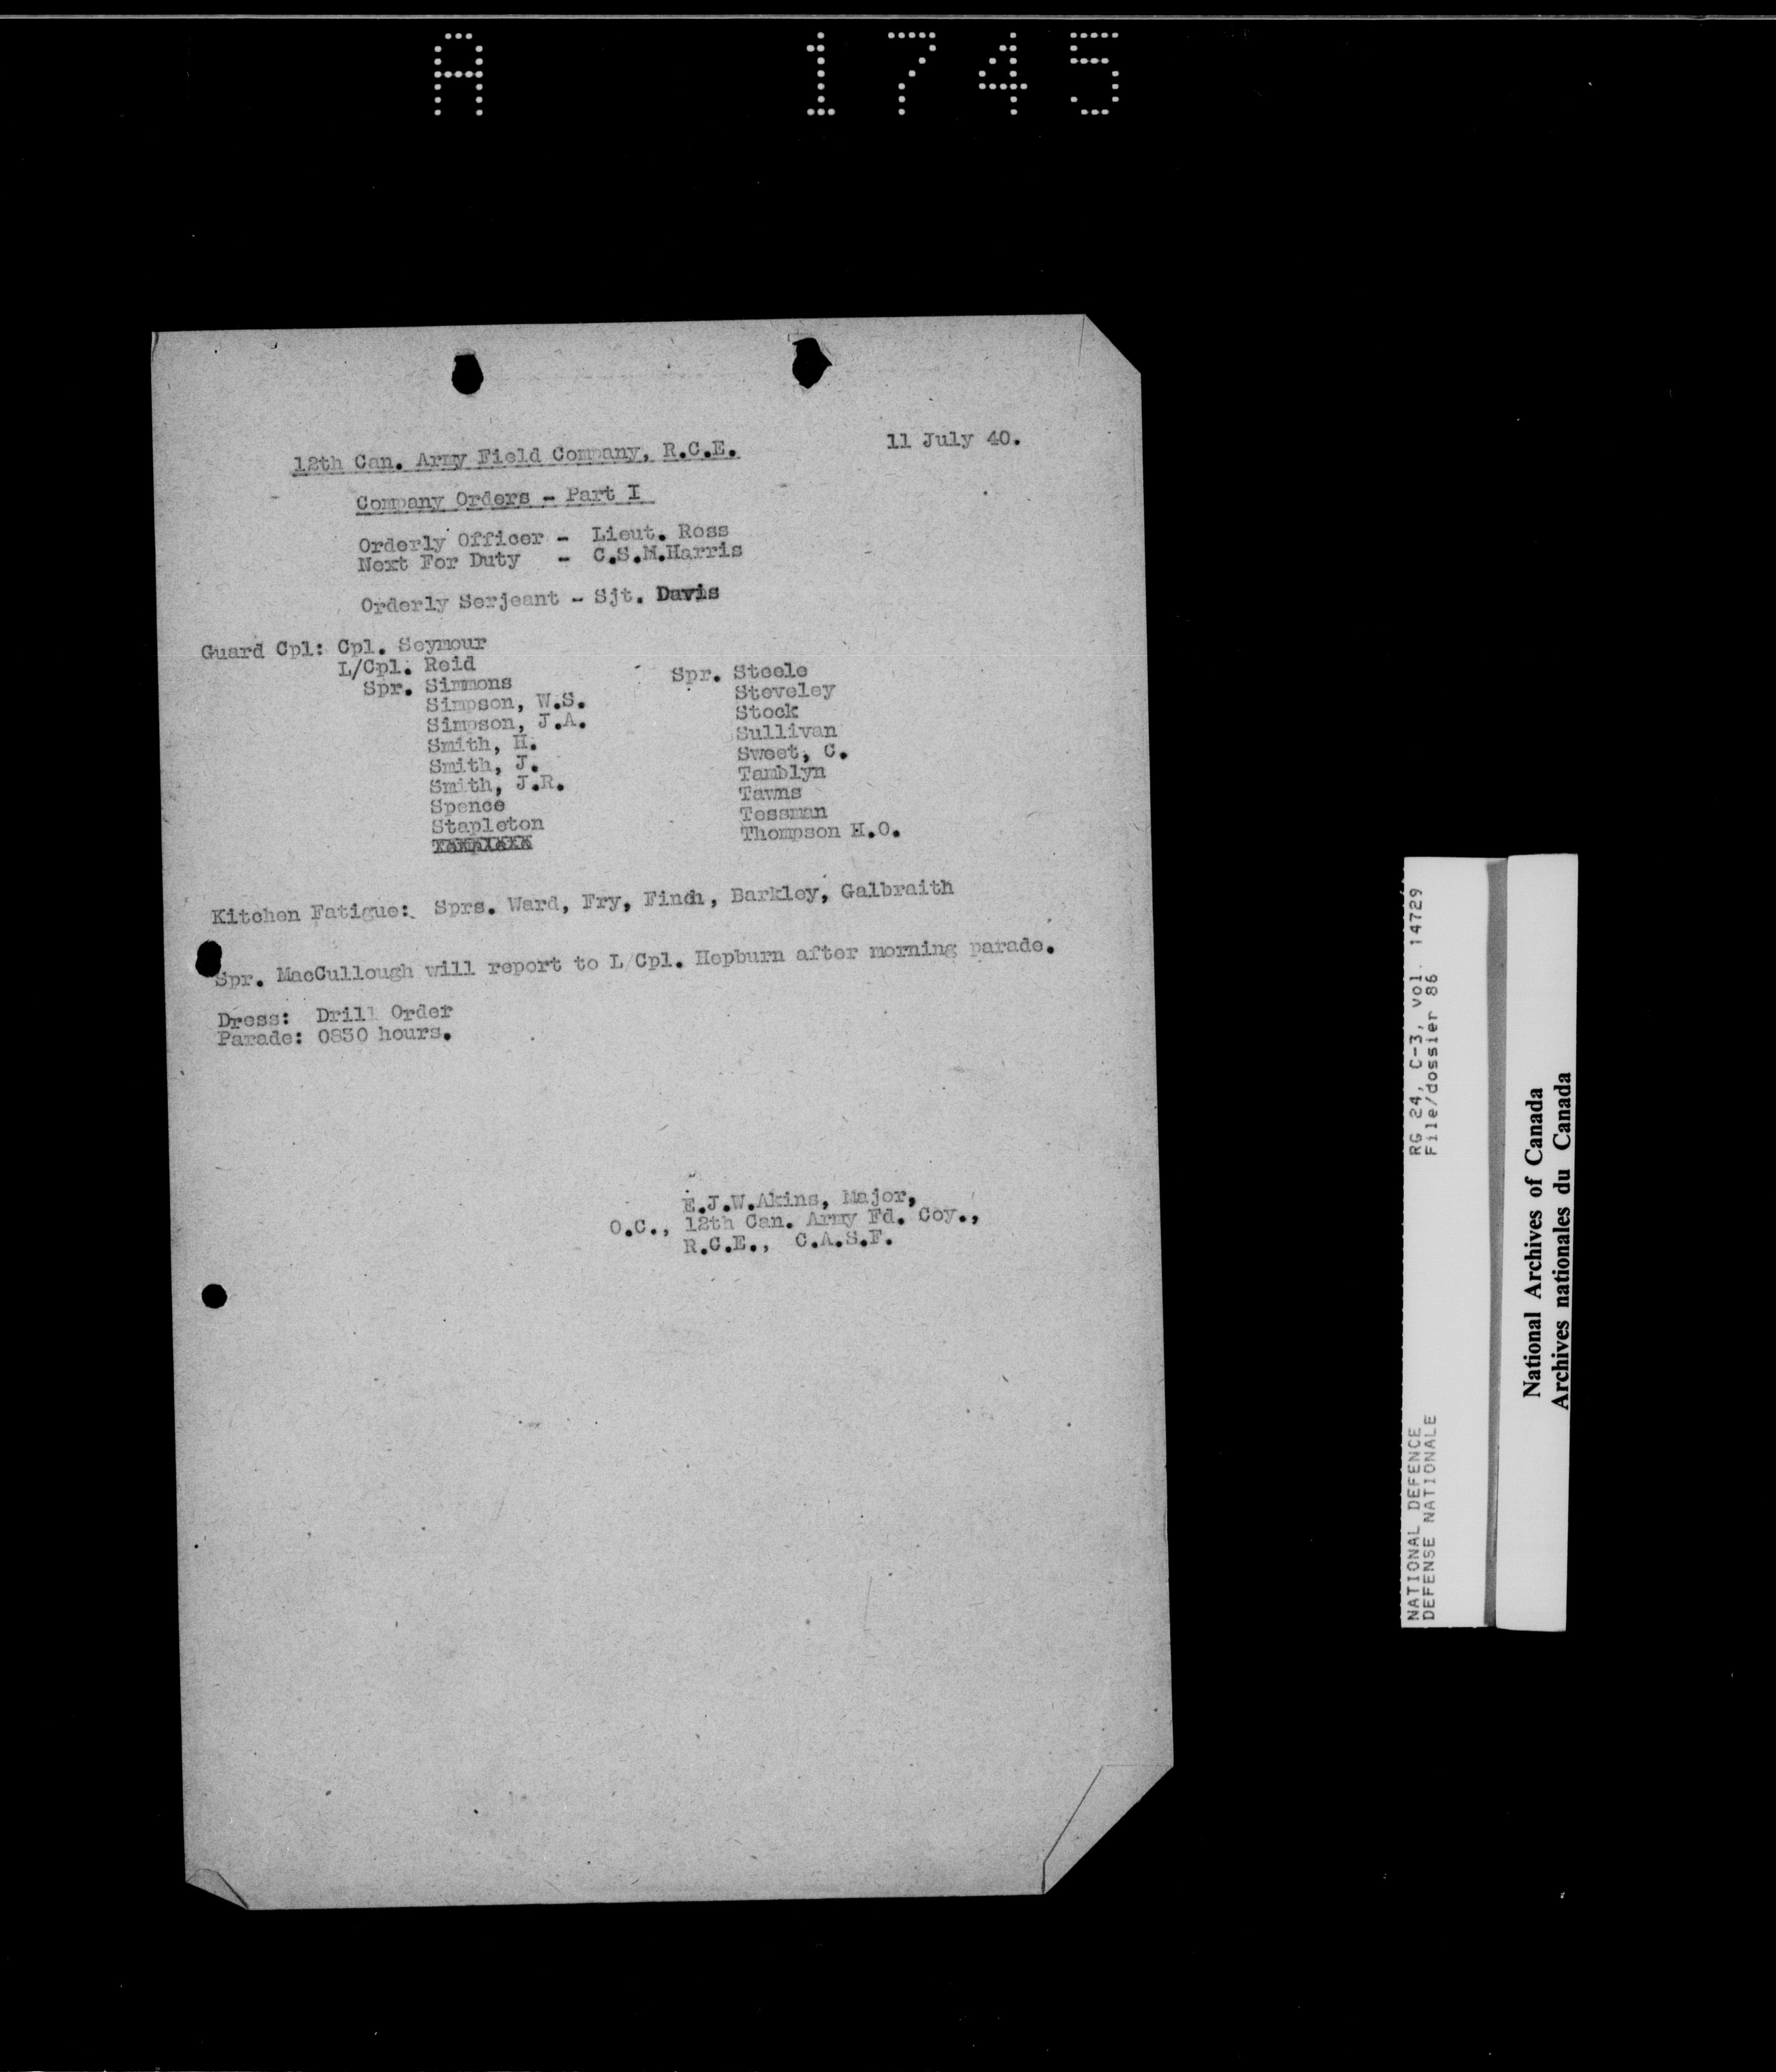 A 1745
11 July 40.
12th Can. Army Field Company, R.C.E.
Company Orders - Part I
Orderly Officer - Lieut. Ross
Next For Duty - C.S.M.Harris
Orderly Serjeant - Sjt. Davis
Guard Cpl: Cpl. Seymour
L/Cpl. Reid
Spr. Simmons
Simpson, W.S.
Simpson, J.A.
Smith, H.
Smith, J.
Smith, J.R.
Spence
Stapleton
Spr. Steele
Steveley
Stock
Sullivan
Sweet, C.
Tamblyn
Tawns
Tessman
Thompson H.O.
Kitchen Fatigue: Sprs. Ward, Fry, Finch, Barkley, Galbraith
Spr. MacCullough will report to L/Cpl. Hepburn after morning parade.
Dress: Drill Order
Parade: 0830 hours.
E.J.W.Akins, Major,
O.C., 12th Can. Army Fd. Coy.,
R.C.E., C.A.S.F.
NATIONAL DEFENCE RG 24, C-3, vol. 14729
DEFENSE NATIONALE File/dossier 86
National Archives of Canada
Archives nationales du Canada